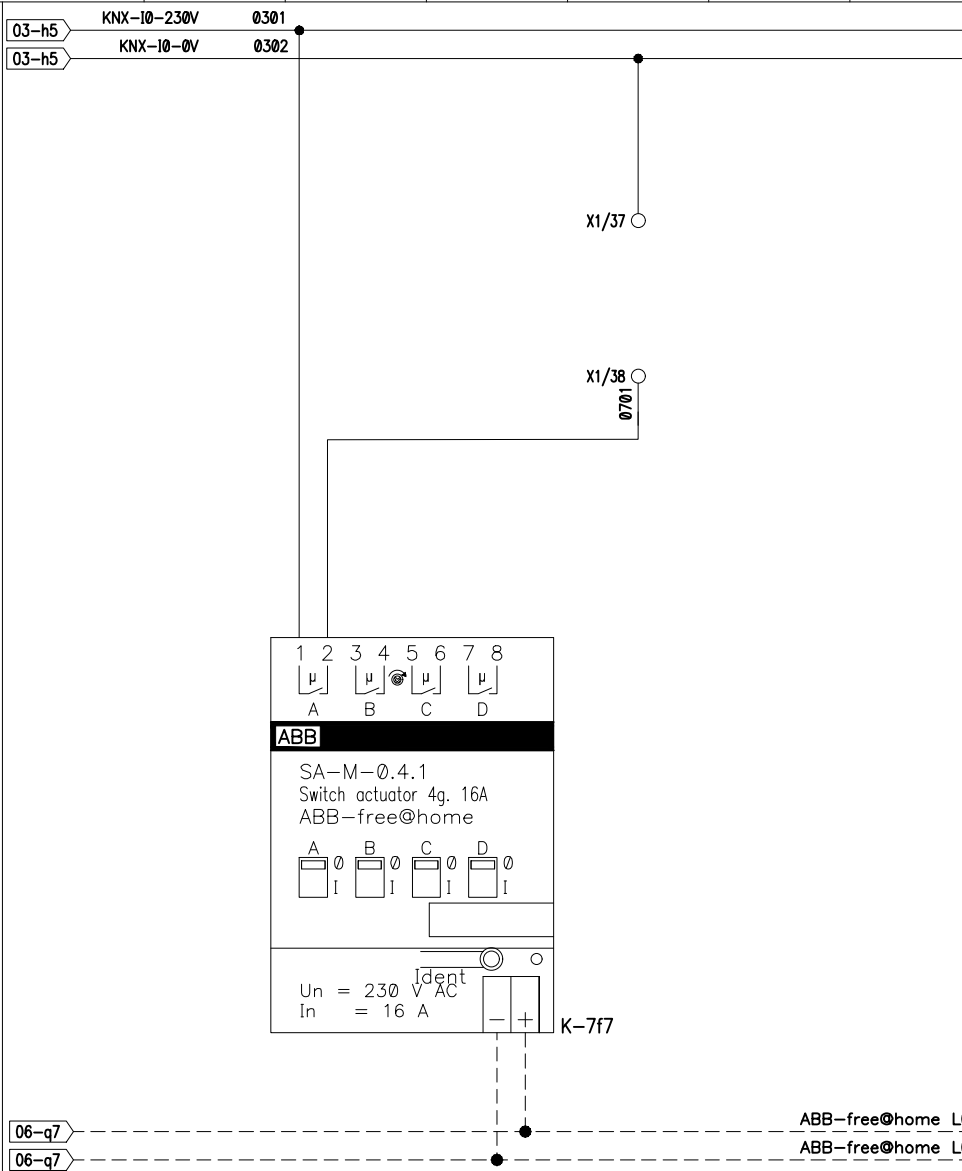 03-h5 KNX-I0-230V 0301
03-h5 KNX-I0-0V 0302
X1/37
X1/38
0701
1 2 3 4 5 6 7 8
µ µ µ µ
A B C D
ABB
SA-M-0.4.1
Switch actuator 4g. 16A
ABB-free@home
A B C D
0 0 0 0
I I I I
Ident
Un = 230 V AC
In = 16 A
- +
K-7f7
06-q7 ABB-free@home
06-q7 ABB-free@home